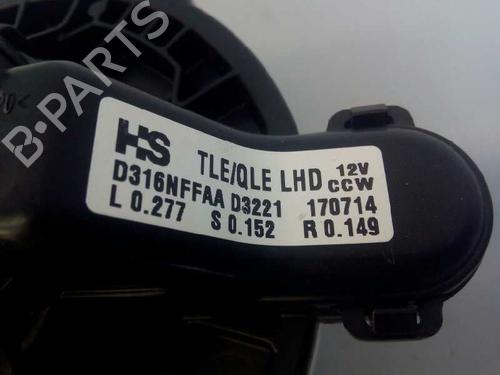 B-PARTS
HS TLE/QLE LHD 12V CCW
D316NFFAA D3221 170714
L 0.277 S 0.152 R 0.149